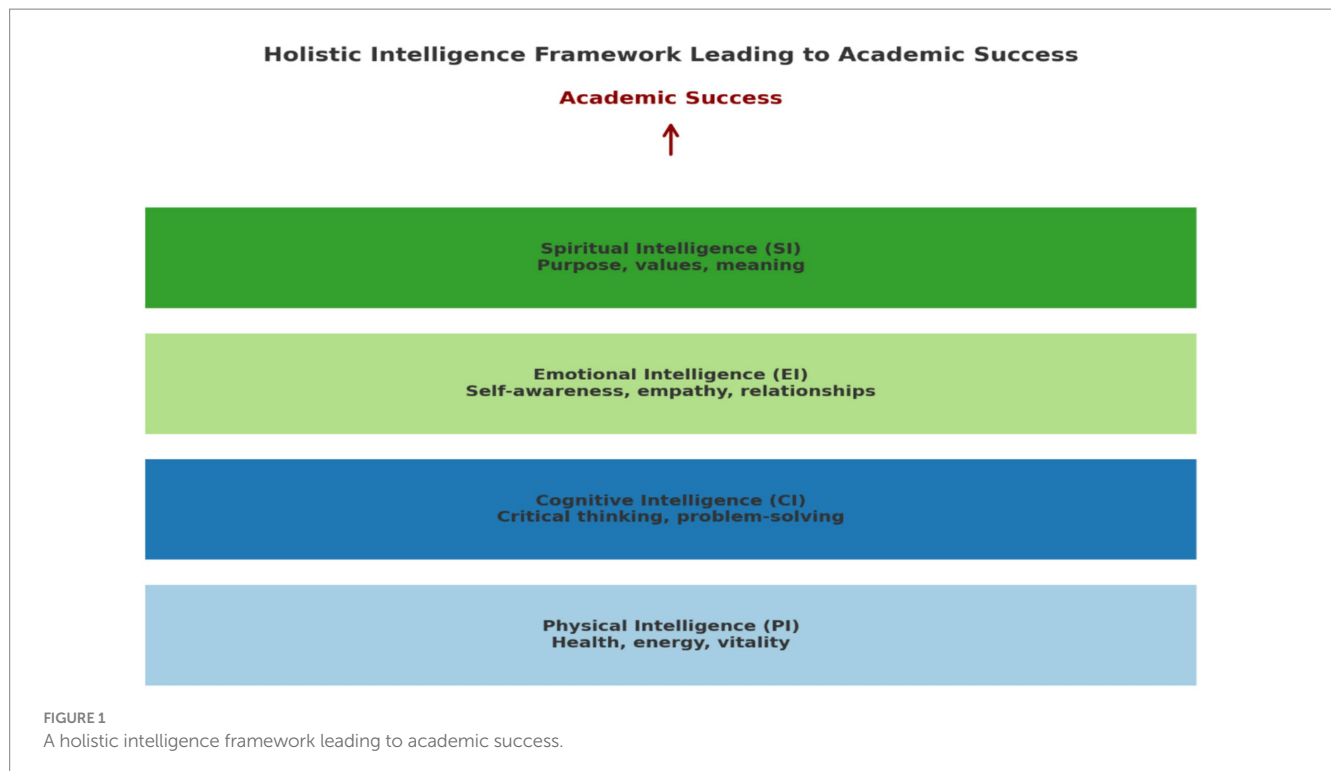 Holistic Intelligence Framework Leading to Academic Success
Academic Success
Spiritual Intelligence (SI)
Purpose, values, meaning
Emotional Intelligence (EI)
Self-awareness, empathy, relationships
Cognitive Intelligence (CI)
Critical thinking, problem-solving
Physical Intelligence (PI)
Health, energy, vitality
FIGURE 1
A holistic intelligence framework leading to academic success.